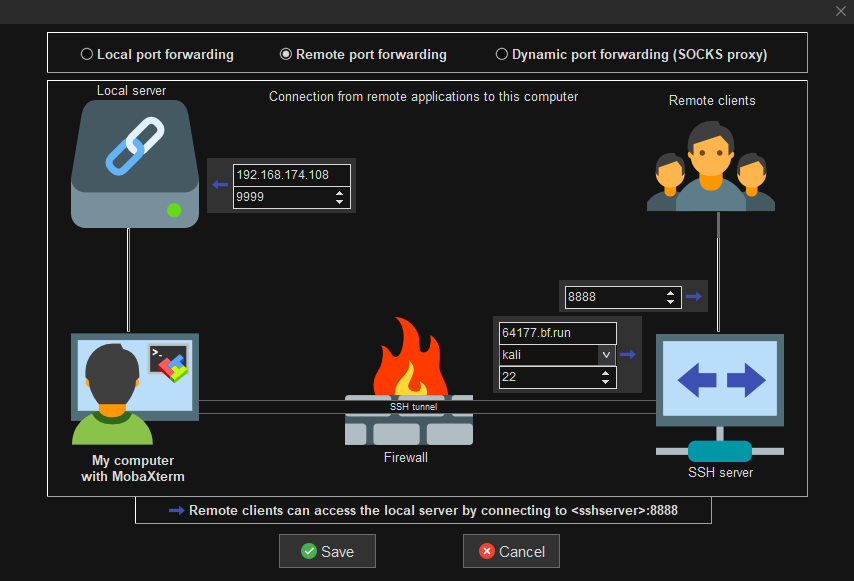 Local port forwarding
Remote port forwarding
Dynamic port forwarding (SOCKS proxy)
Local server
Connection from remote applications to this computer
Remote clients
192.168.174.108
9999
8888
64177.bf.run
kali
22
>_
SSH tunnel
Firewall
My computer
with MobaXterm
SSH server
Remote clients can access the local server by connecting to <sshserver>:8888
Save
Cancel